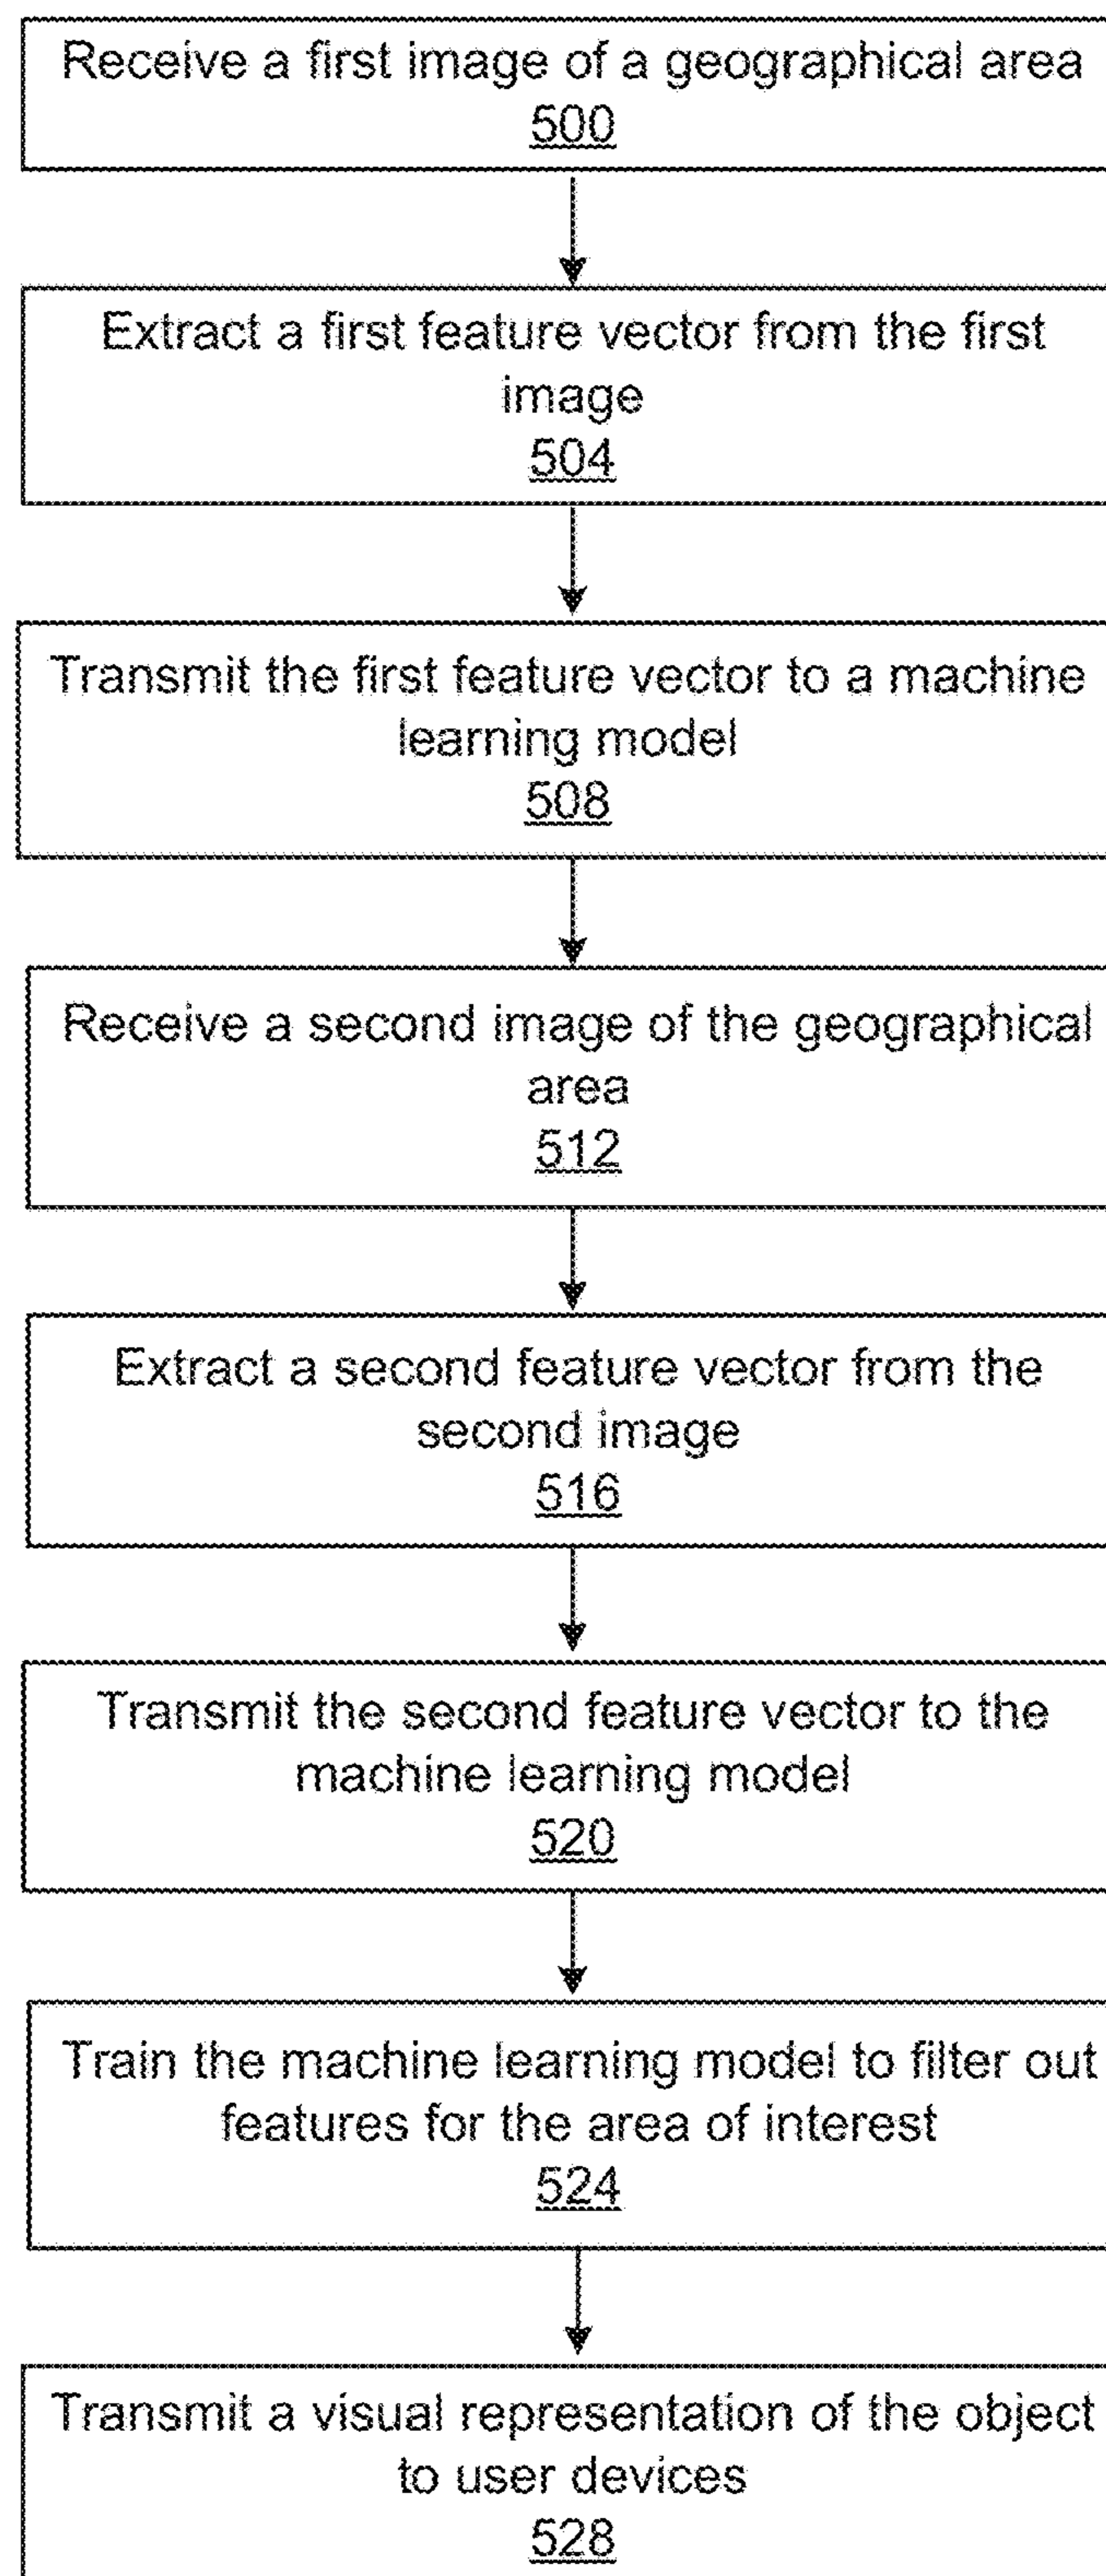 Receive a first image of a geographical area
500
Extract a first feature vector from the first
image
504
Transmit the first feature vector to a machine
learning model
508
Receive a second image of the geographical
area
512
Extract a second feature vector from the
second image
516
Transmit the second feature vector to the
machine learning model
520
Train the machine learning model to filter out
features for the area of interest
524
Transmit a visual representation of the object
to user devices
528